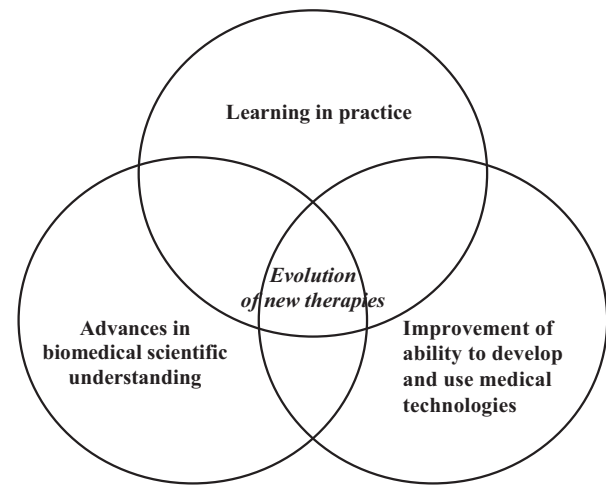 Learning in practice
Evolution
of new therapies
Advances in
biomedical scientific
understanding
Improvement of
ability to develop
and use medical
technologies